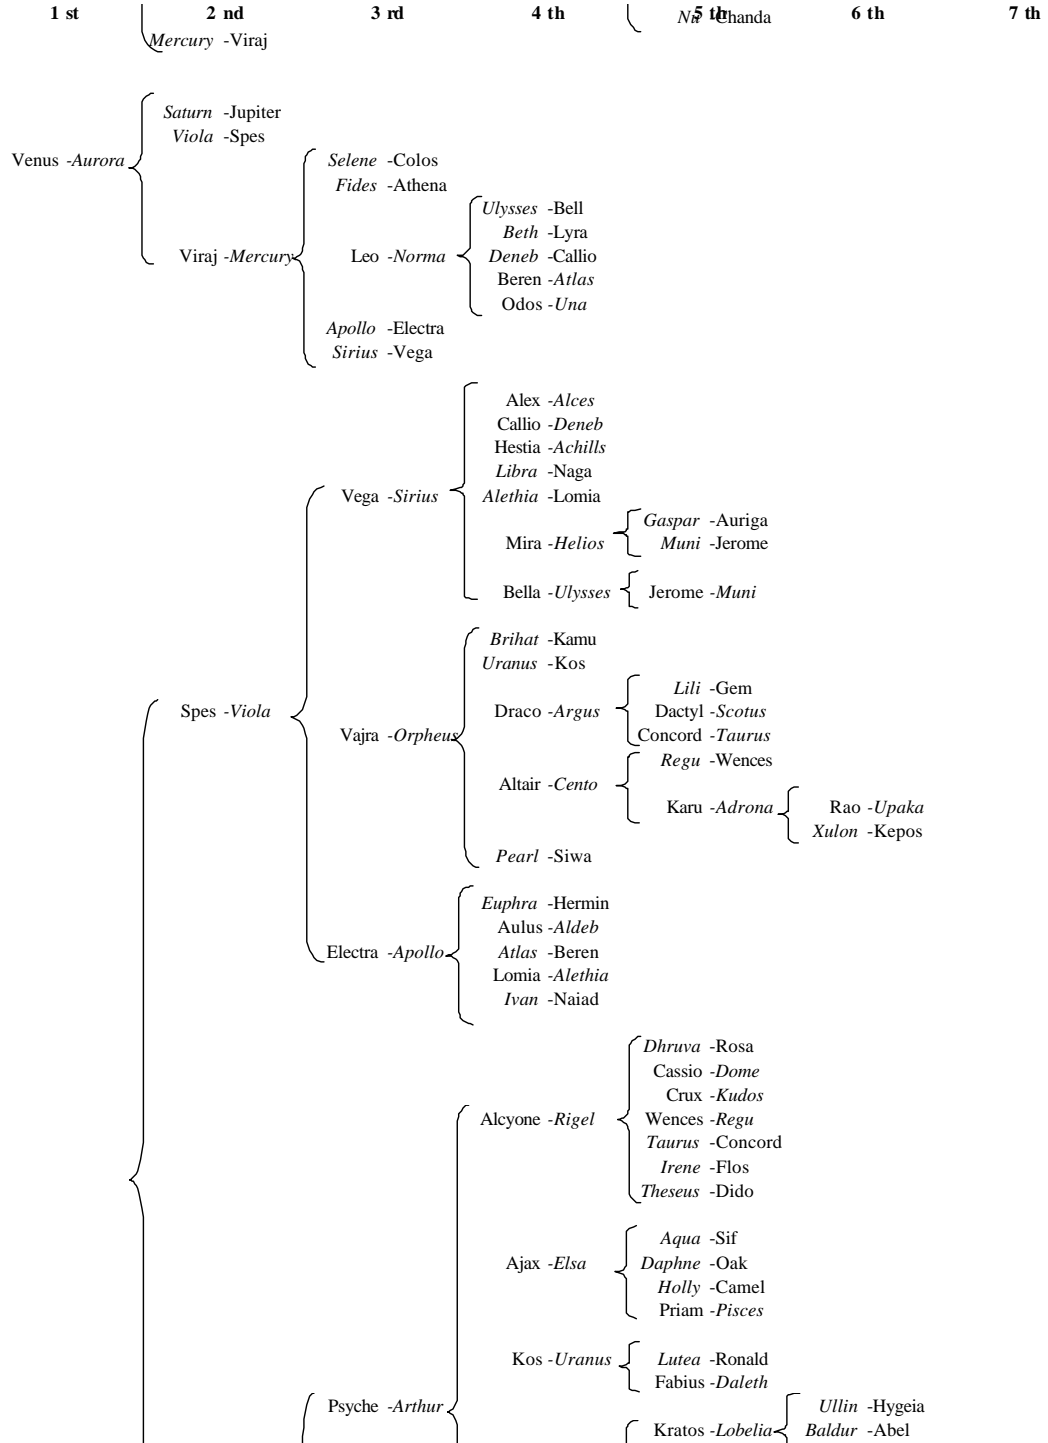 1 st 2 nd 3 rd 4 th 5 th 6 th 7 th
Nu -Chanda
Mercury -Viraj
Saturn -Jupiter
Viola -Spes
Venus -Aurora
Selene -Colos
Fides -Athena
Ulysses -Bell
Beth -Lyra
Viraj -Mercury
Leo -Norma
Deneb -Callio
Beren -Atlas
Odos -Una
Apollo -Electra
Sirius -Vega
Alex -Alces
Callio -Deneb
Hestia -Achills
Libra -Naga
Vega -Sirius
Alethia -Lomia
Gaspar -Auriga
Mira -Helios
Muni -Jerome
Bella -Ulysses
Jerome -Muni
Brihat -Kamu
Uranus -Kos
Lili -Gem
Spes -Viola
Draco -Argus
Dactyl -Scotus
Vajra -Orpheus
Concord -Taurus
Regu -Wences
Altair -Cento
Karu -Adrona
Rao -Upaka
Xulon -Kepos
Pearl -Siwa
Euphra -Hermin
Aulus -Aldeb
Electra -Apollo
Atlas -Beren
Lomia -Alethia
Ivan -Naiad
Dhruva -Rosa
Cassio -Dome
Crux -Kudos
Alcyone -Rigel
Wences -Regu
Taurus -Concord
Irene -Flos
Theseus -Dido
Aqua -Sif
Ajax -Elsa
Daphne -Oak
Holly -Camel
Priam -Pisces
Kos -Uranus
Lutea -Ronald
Fabius -Daleth
Psyche -Arthur
Ullin -Hygeia
Kratos -Lobelia
Baldur -Abel